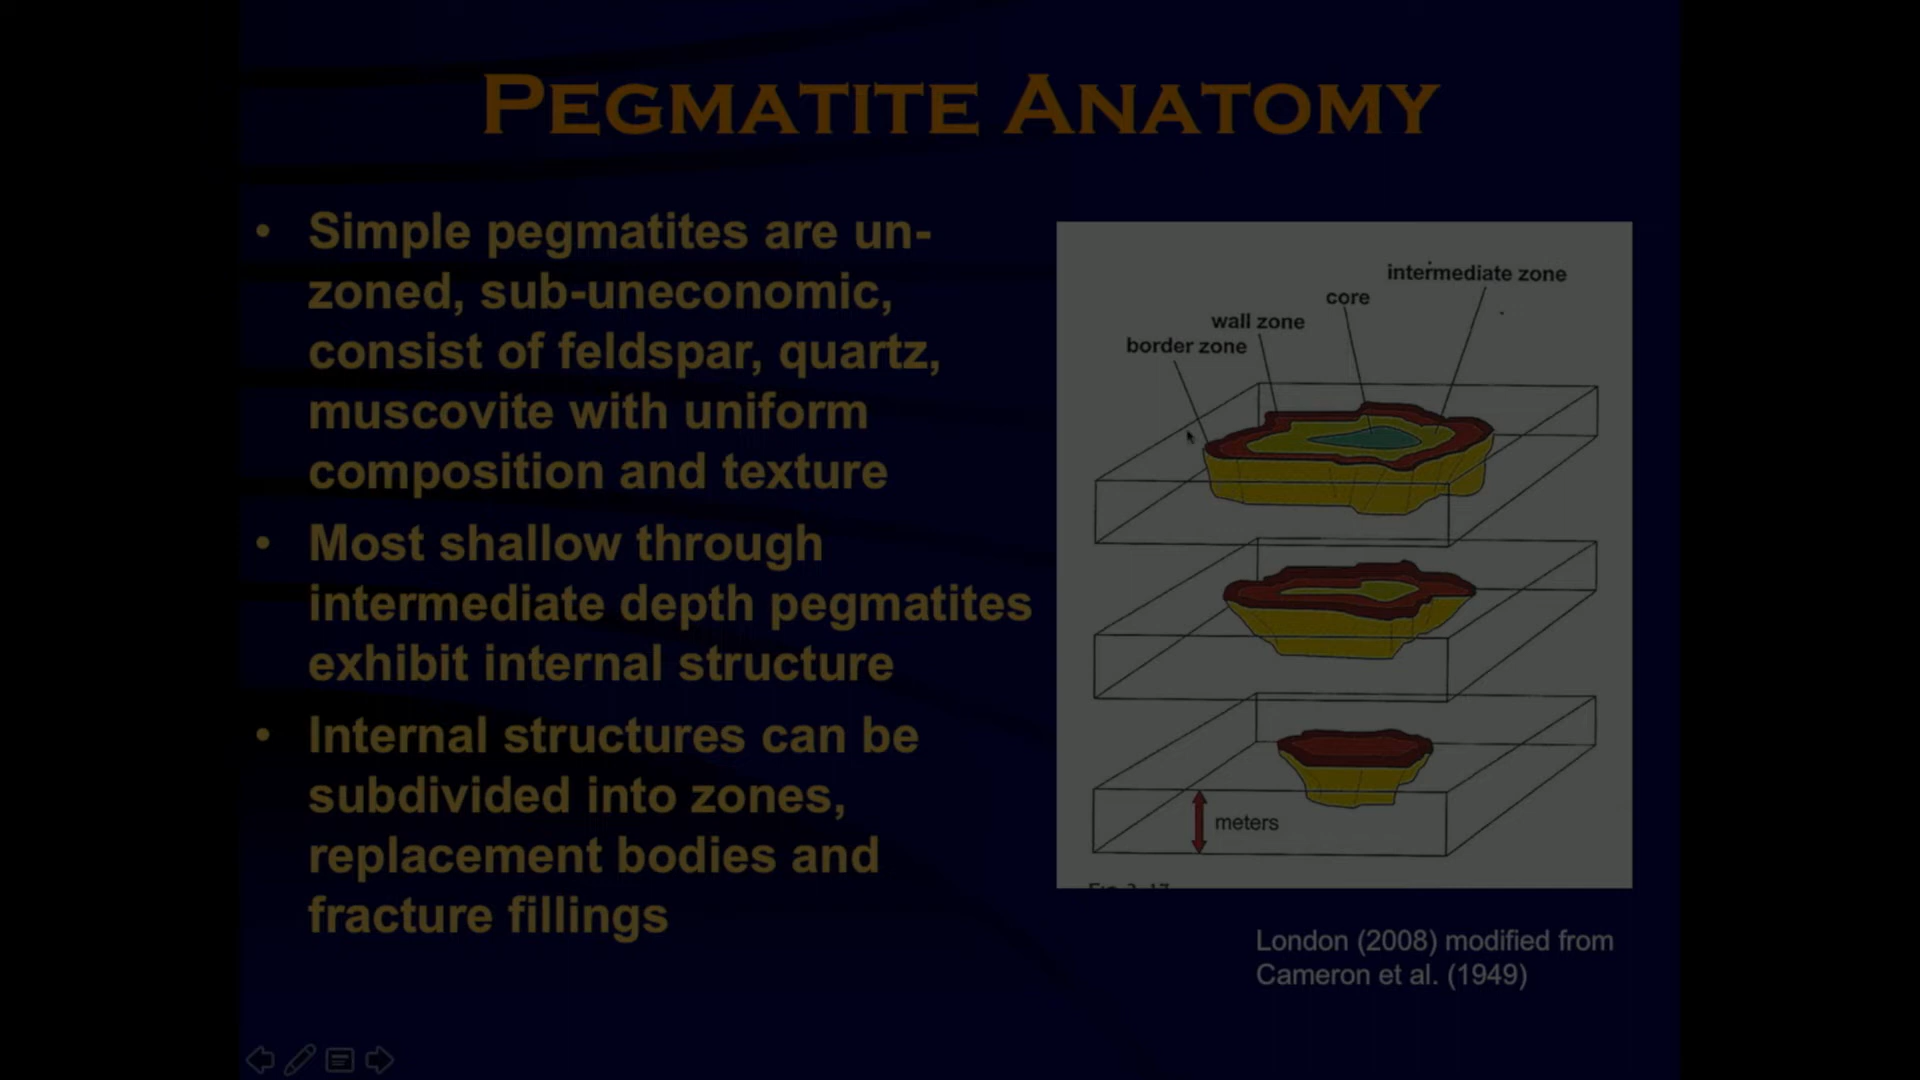 PEGMATITE ANATOMY
• Simple pegmatites are un-
zoned, sub-uneconomic,
consist of feldspar, quartz,
muscovite with uniform
composition and texture
• Most shallow through
intermediate depth pegmatites
exhibit internal structure
• Internal structures can be
subdivided into zones,
replacement bodies and
fracture fillings
intermediate zone
core
wall zone
border zone
meters
London (2008) modified from
Cameron et al. (1949)